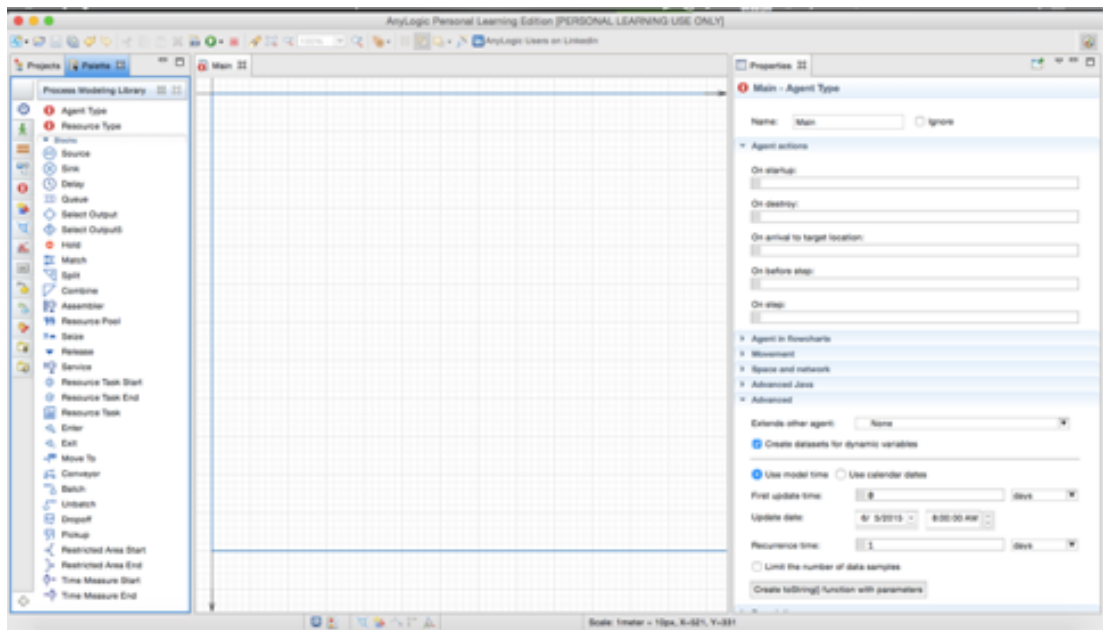 AnyLogic Personal Learning Edition [PERSONAL LEARNING USE ONLY]
100%
AnyLogic Users on LinkedIn
Projects
Palette
Main
Properties
Process Modeling Library
Agent Type
Resource Type
Blocks
Source
Sink
Delay
Queue
Select Output
Select Output5
Hold
Match
Split
Combine
Assembler
Resource Pool
Seize
Release
Service
Resource Task Start
Resource Task End
Resource Task
Enter
Exit
Move To
Conveyor
Batch
Unbatch
Dropoff
Pickup
Restricted Area Start
Restricted Area End
Time Measure Start
Time Measure End
Main - Agent Type
Name: Main Ignore
Agent actions
On startup:
On destroy:
On arrival to target location:
On before step:
On step:
Agent in flowcharts
Movement
Space and network
Advanced Java
Advanced
Extends other agent: None
Create datasets for dynamic variables
Use model time Use calendar dates
First update time: 0 days
Update date: 6/ 5/2015 8:00:00 AM
Recurrence time: 1 days
Limit the number of data samples
Create toString() function with parameters
Scale: 1meter = 10px, X=521, Y=331